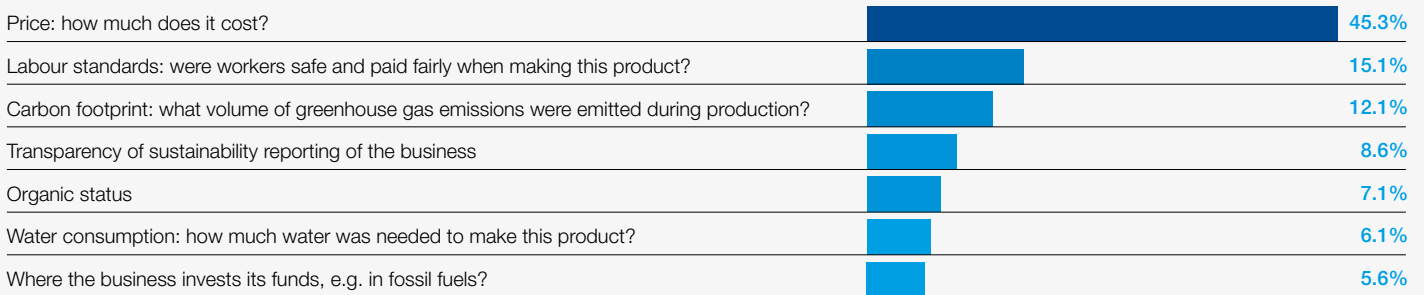 Price: how much does it cost? 45.3%
Labour standards: were workers safe and paid fairly when making this product? 15.1%
Carbon footprint: what volume of greenhouse gas emissions were emitted during production? 12.1%
Transparency of sustainability reporting of the business 8.6%
Organic status 7.1%
Water consumption: how much water was needed to make this product? 6.1%
Where the business invests its funds, e.g. in fossil fuels? 5.6%